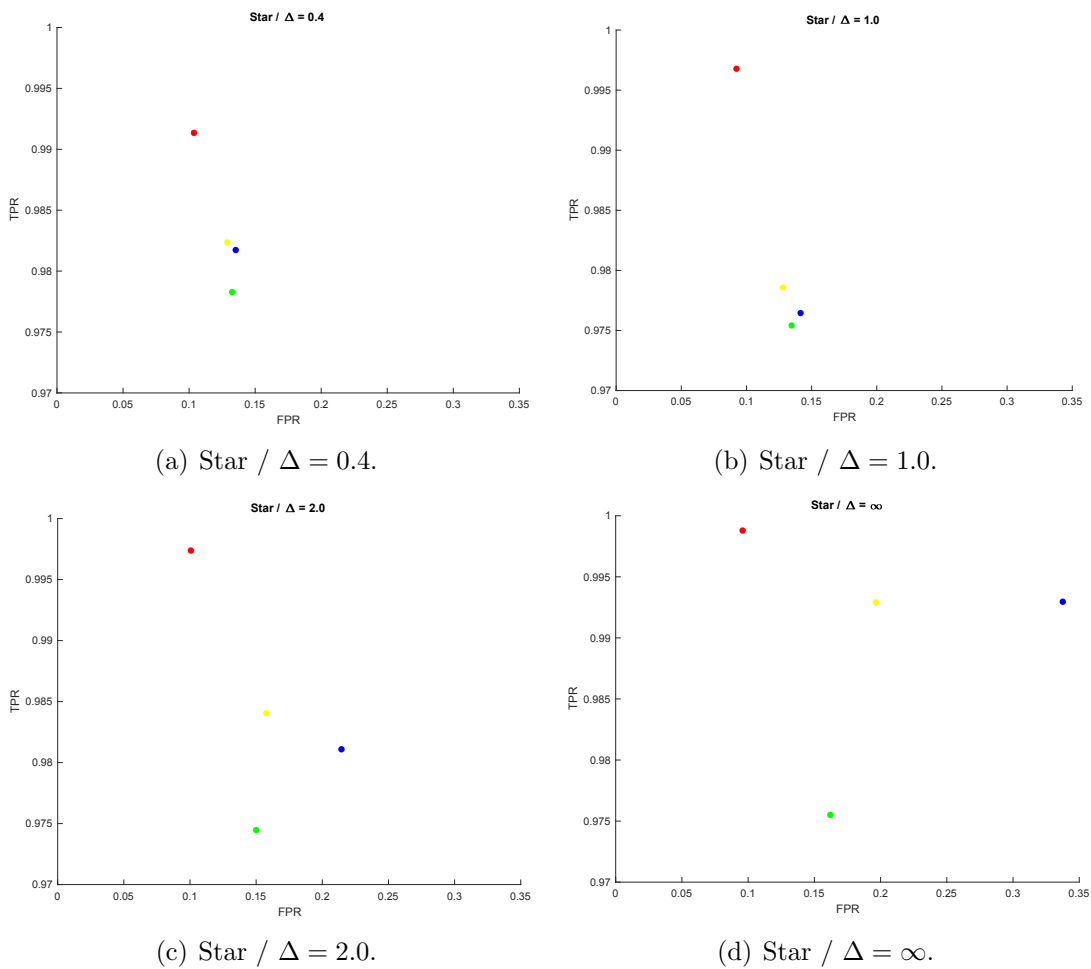 Star / Δ = 0.4
1
0.995
0.99
0.985
0.98
0.975
0.97
TPR
0 0.05 0.1 0.15 0.2 0.25 0.3 0.35
FPR
(a) Star / Δ = 0.4.
Star / Δ = 1.0
1
0.995
0.99
0.985
0.98
0.975
0.97
TPR
0 0.05 0.1 0.15 0.2 0.25 0.3 0.35
FPR
(b) Star / Δ = 1.0.
Star / Δ = 2.0
1
0.995
0.99
0.985
0.98
0.975
0.97
TPR
0 0.05 0.1 0.15 0.2 0.25 0.3 0.35
FPR
(c) Star / Δ = 2.0.
Star / Δ = ∞
1
0.995
0.99
0.985
0.98
0.975
0.97
TPR
0 0.05 0.1 0.15 0.2 0.25 0.3 0.35
FPR
(d) Star / Δ = ∞.